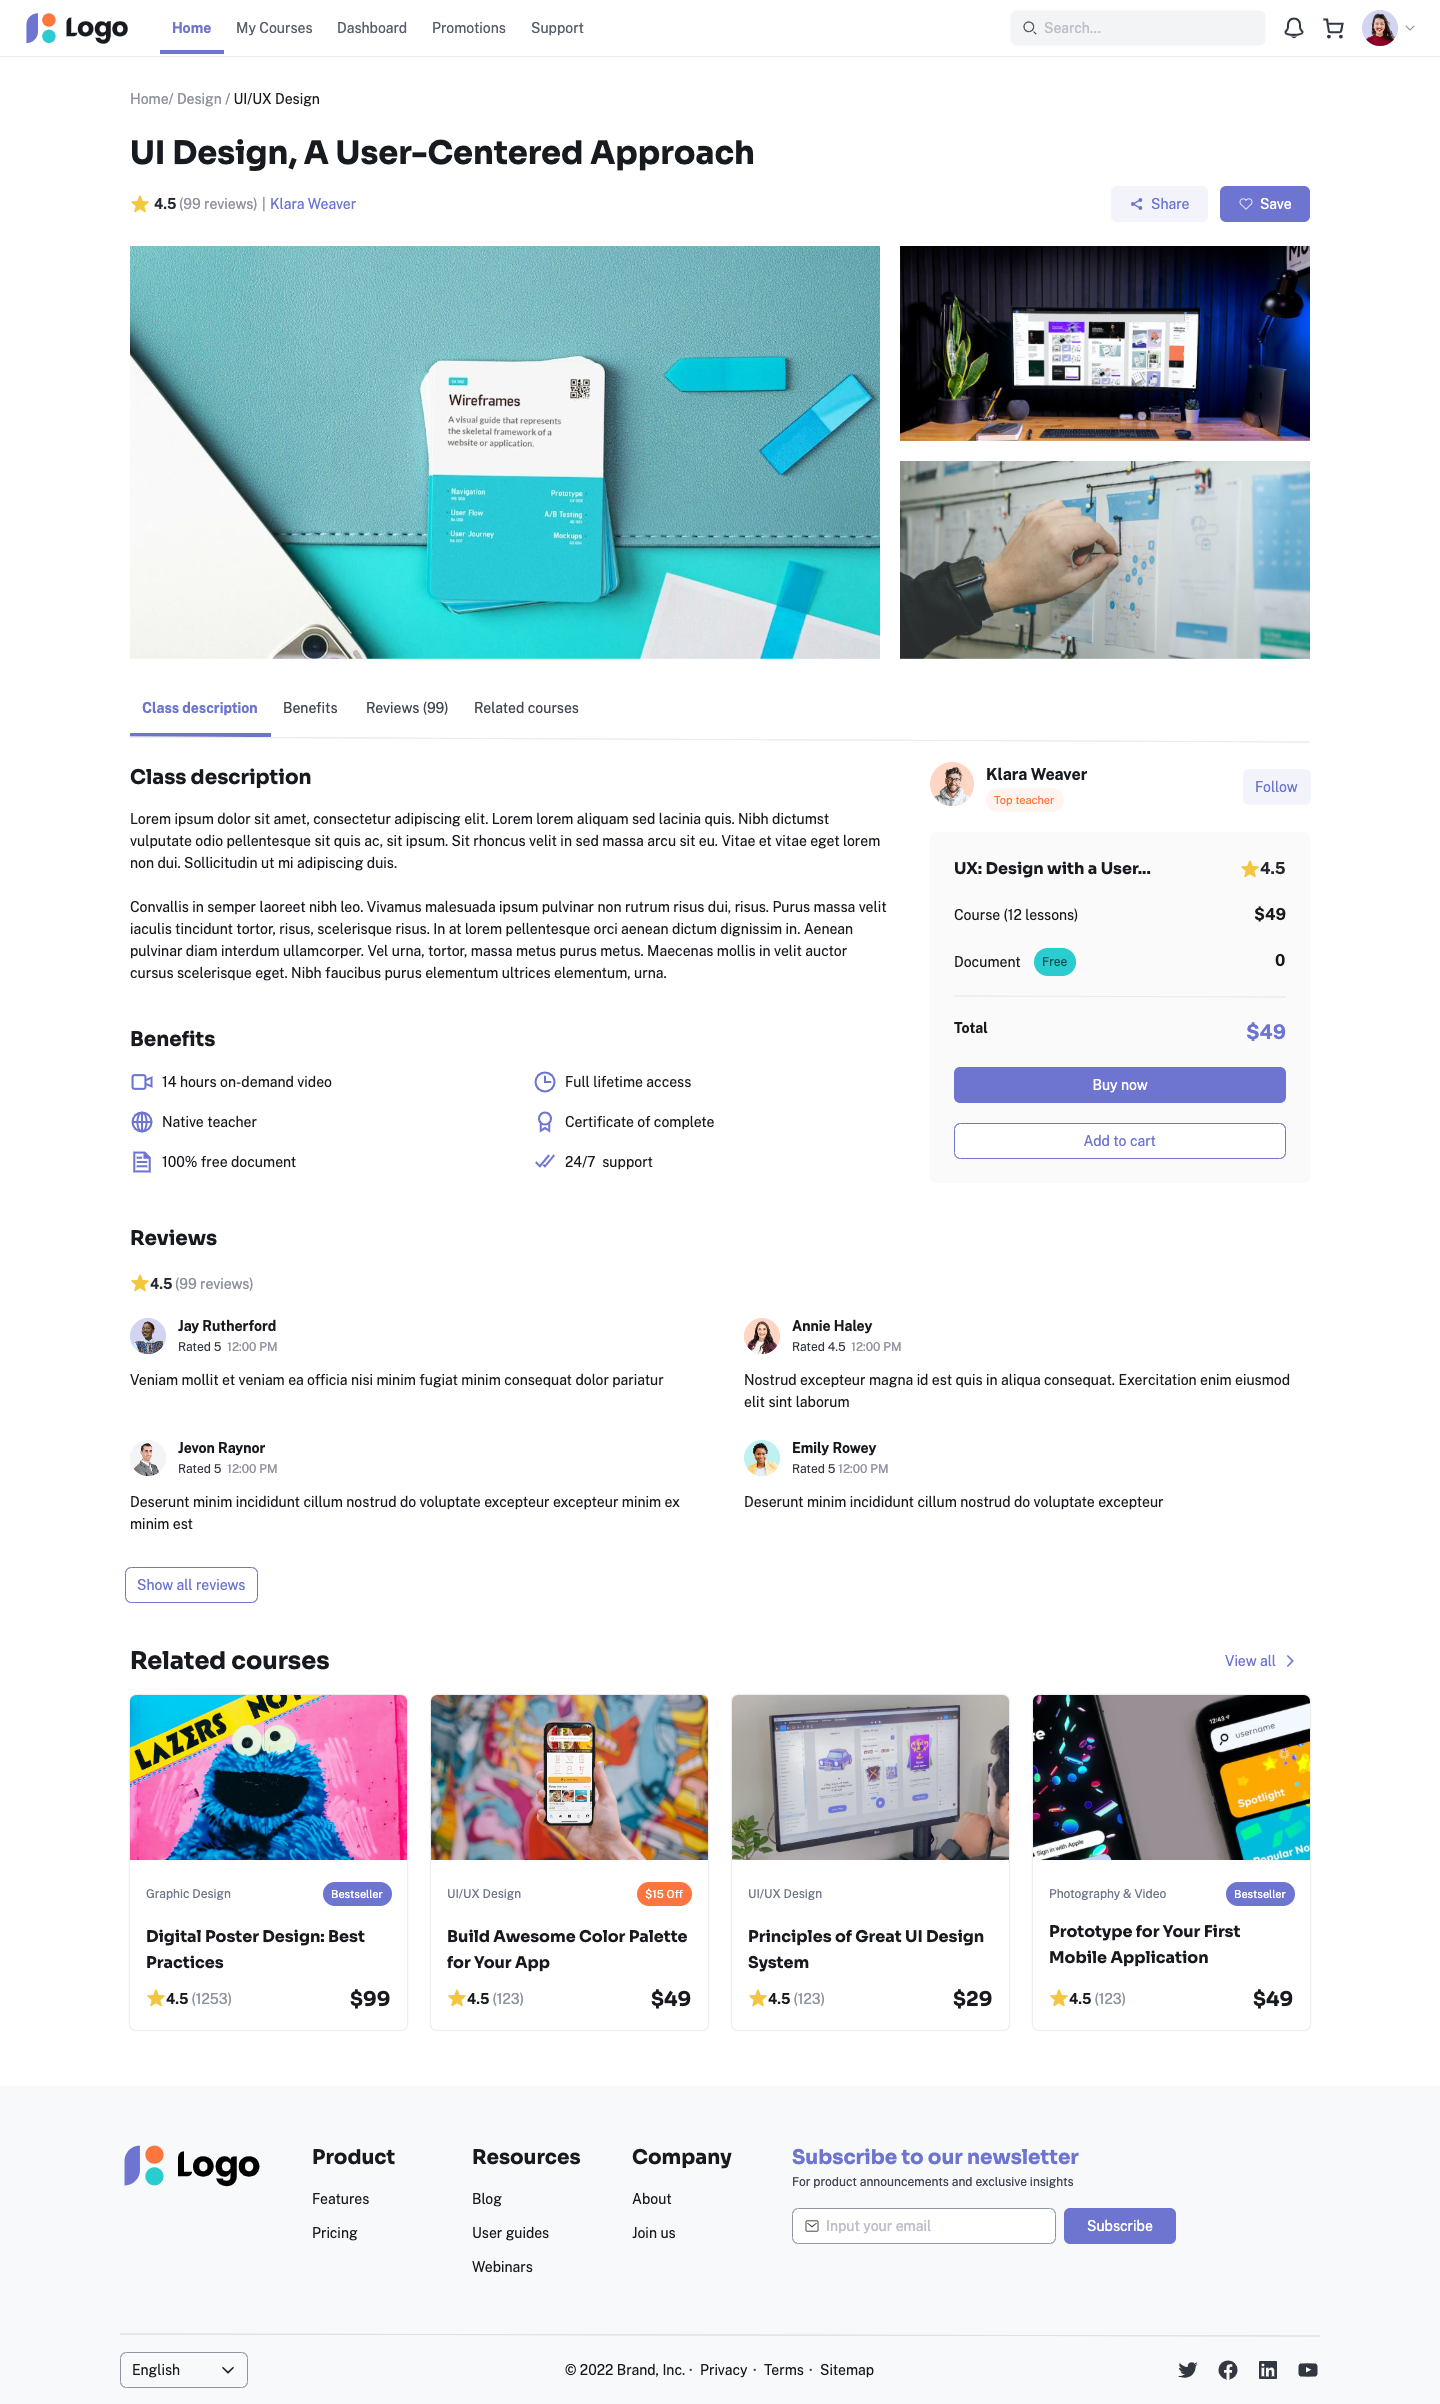 Logo
Home
My Courses
Dashboard
Promotions
Support
Search...
Home/ Design / UI/UX Design
UI Design, A User-Centered Approach
4.5 (99 reviews) | Klara Weaver
Share
Save
Wireframes
A visual guide that represents
the skeletal framework of a
website or application.
Navigation
Prototype
User Flow
A/B Testing
User Journey
Mockups
Class description
Benefits
Reviews (99)
Related courses
Class description
Lorem ipsum dolor sit amet, consectetur adipiscing elit. Lorem lorem aliquam sed lacinia quis. Nibh dictumst
vulputate odio pellentesque sit quis ac, sit ipsum. Sit rhoncus velit in sed massa arcu sit eu. Vitae et vitae eget lorem
non dui. Sollicitudin ut mi adipiscing duis.
Convallis in semper laoreet nibh leo. Vivamus malesuada ipsum pulvinar non rutrum risus dui, risus. Purus massa velit
iaculis tincidunt tortor, risus, scelerisque risus. In at lorem pellentesque orci aenean dictum dignissim in. Aenean
pulvinar diam interdum ullamcorper. Vel urna, tortor, massa metus purus metus. Maecenas mollis in velit auctor
cursus scelerisque eget. Nibh faucibus purus elementum ultrices elementum, urna.
Klara Weaver
Top teacher
Follow
UX: Design with a User...
4.5
Course (12 lessons)
$49
Document
Free
0
Total
$49
Buy now
Add to cart
Benefits
14 hours on-demand video
Full lifetime access
Native teacher
Certificate of complete
100% free document
24/7 support
Reviews
4.5 (99 reviews)
Jay Rutherford
Rated 5 12:00 PM
Veniam mollit et veniam ea officia nisi minim fugiat minim consequat dolor pariatur
Annie Haley
Rated 4.5 12:00 PM
Nostrud excepteur magna id est quis in aliqua consequat. Exercitation enim eiusmod
elit sint laborum
Jevon Raynor
Rated 5 12:00 PM
Deserunt minim incididunt cillum nostrud do voluptate excepteur excepteur minim ex
minim est
Emily Rowey
Rated 5 12:00 PM
Deserunt minim incididunt cillum nostrud do voluptate excepteur
Show all reviews
Related courses
View all
LAZERS NOT
Graphic Design
Bestseller
Digital Poster Design: Best
Practices
4.5 (1253)
$99
UI/UX Design
$15 Off
Build Awesome Color Palette
for Your App
4.5 (123)
$49
UI/UX Design
Principles of Great UI Design
System
4.5 (123)
$29
12:43
username
Spotlight
Popular No
Sign in with Apple
Photography & Video
Bestseller
Prototype for Your First
Mobile Application
4.5 (123)
$49
Logo
Product
Features
Pricing
Resources
Blog
User guides
Webinars
Company
About
Join us
Subscribe to our newsletter
For product announcements and exclusive insights
Input your email
Subscribe
English
© 2022 Brand, Inc. · Privacy · Terms · Sitemap